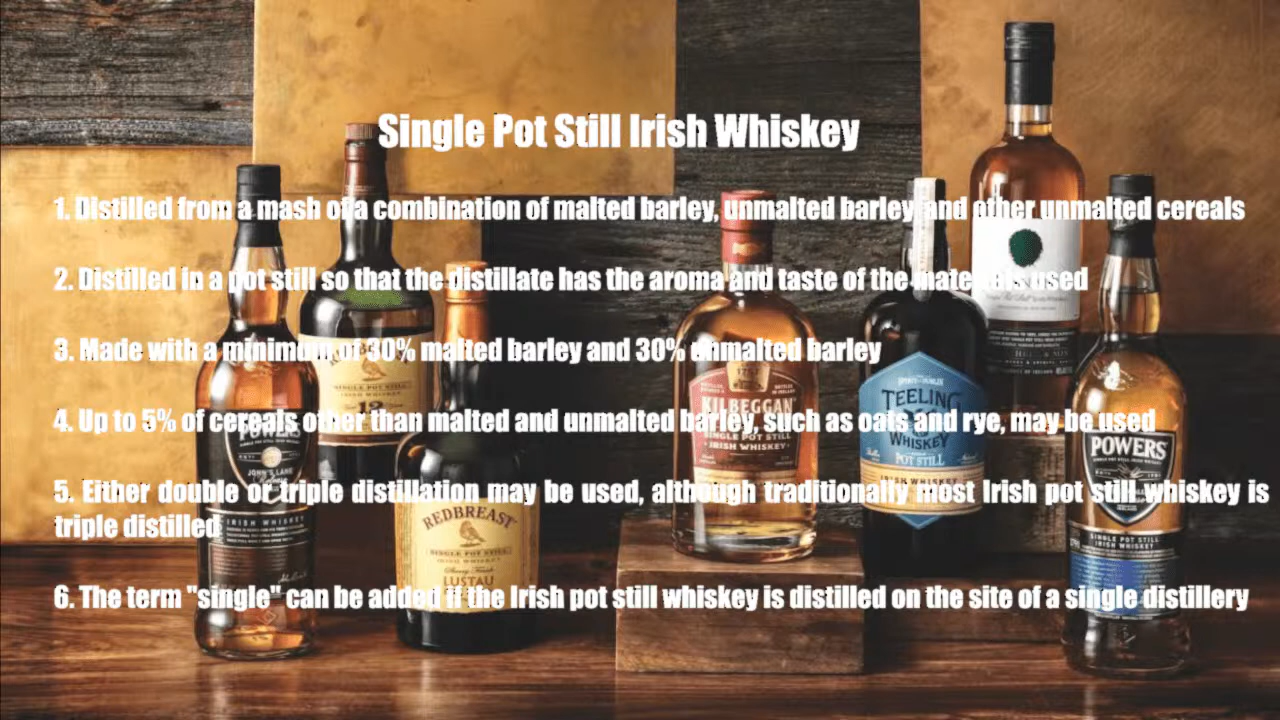 Single Pot Still Irish Whiskey
1. Distilled from a mash of a combination of malted barley, unmalted barley and other unmalted cereals
2. Distilled in a pot still so that the distillate has the aroma and taste of the materials used
3. Made with a minimum of 30% malted barley and 30% unmalted barley
4. Up to 5% of cereals other than malted and unmalted barley, such as oats and rye, may be used
5. Either double or triple distillation may be used, although traditionally most Irish pot still whiskey is
triple distilled
6. The term "single" can be added if the Irish pot still whiskey is distilled on the site of a single distillery
SINGLE POT STILL
12
POWERS
JOHN'S LANE
IRISH WHISKEY
REDBREAST
SINGLE POT STILL
IRISH WHISKEY
LUSTAU
1757
KILBEGGAN
SINGLE POT STILL
IRISH WHISKEY
SPIRIT OF DUBLIN
TEELING
WHISKEY
POT STILL
POWERS
SINGLE POT STILL
IRISH WHISKEY